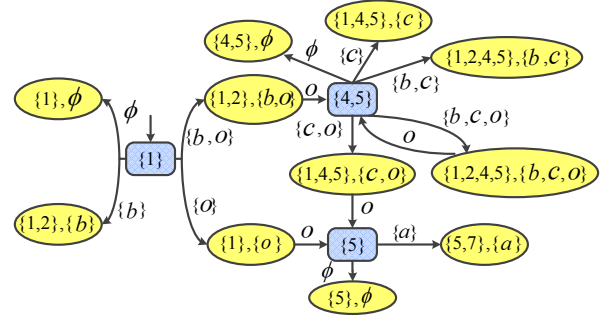 {1,4,5},{c}
{4,5},ϕ
ϕ
{c}
{1,2,4,5},{b,c}
{b,c}
{1},ϕ
{1,2},{b,o}
o
{4,5}
ϕ
{b,o}
{c,o}
{b,c,o}
o
{1}
{1,4,5},{c,o}
{1,2,4,5},{b,c,o}
{1,2},{b}
{b}
{o}
o
{1},{o}
o
{5}
{a}
{5,7},{a}
ϕ
{5},ϕ